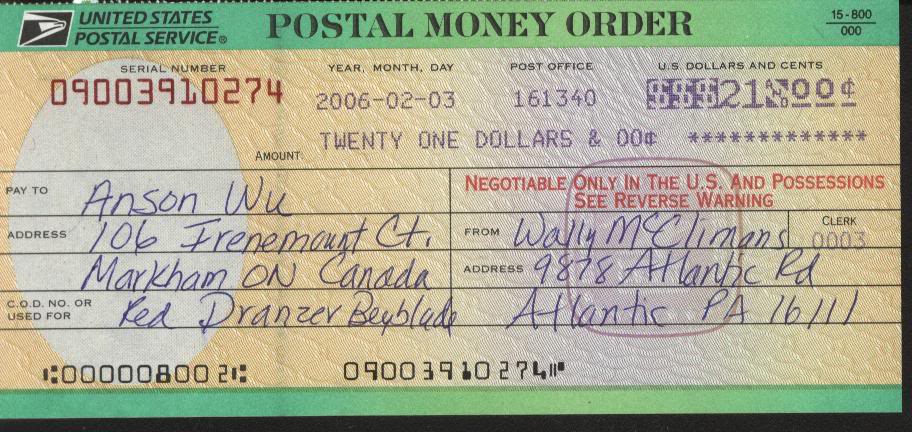 UNITED STATES POSTAL SERVICE®
POSTAL MONEY ORDER
15-800
000
SERIAL NUMBER
09003910274
YEAR, MONTH, DAY
2006-02-03
POST OFFICE
161340
U.S. DOLLARS AND CENTS
21.00¢
AMOUNT
TWENTY ONE DOLLARS & 00¢ *************
PAY TO Anson Wu
NEGOTIABLE ONLY IN THE U.S. AND POSSESSIONS
SEE REVERSE WARNING
ADDRESS 106 Frenemount Ct.
Markham ON Canada
FROM Wally McClimans
CLERK
0003
ADDRESS 9878 Atlantic Rd
Atlantic PA 16111
C.O.D. NO. OR
USED FOR
Red Dranzer Beyblade
⑆000008002⑆ 09003910274⑈